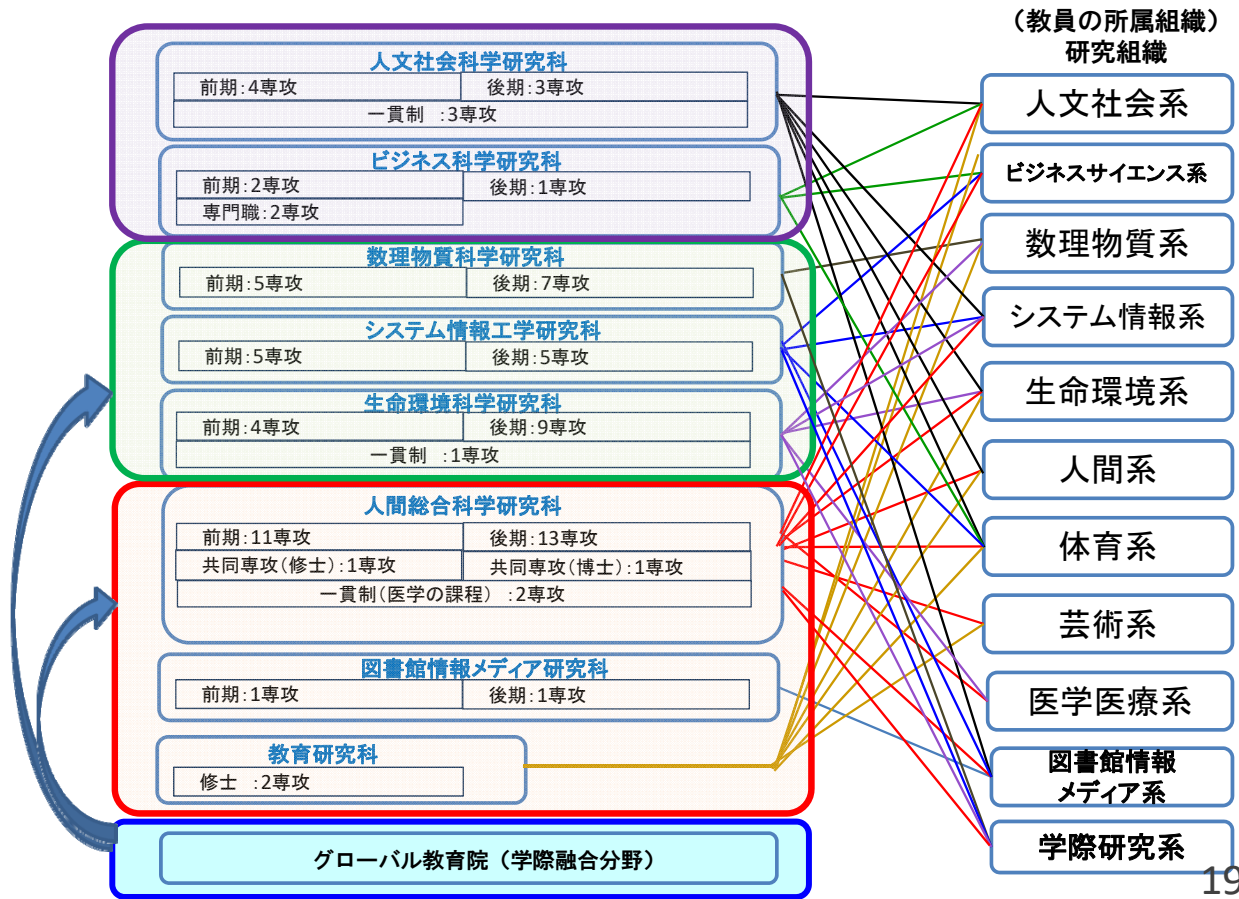 （教員の所属組織）
研究組織
人文社会科学研究科
前期:4専攻
後期:3専攻
一貫制 :3専攻
ビジネス科学研究科
前期:2専攻
後期:1専攻
専門職:2専攻
数理物質科学研究科
前期:5専攻
後期:7専攻
システム情報工学研究科
前期:5専攻
後期:5専攻
生命環境科学研究科
前期:4専攻
後期:9専攻
一貫制 :1専攻
人間総合科学研究科
前期:11専攻
後期:13専攻
共同専攻(修士):1専攻
共同専攻(博士):1専攻
一貫制(医学の課程) :2専攻
図書館情報メディア研究科
前期:1専攻
後期:1専攻
教育研究科
修士 :2専攻
グローバル教育院（学際融合分野）
人文社会系
ビジネスサイエンス系
数理物質系
システム情報系
生命環境系
人間系
体育系
芸術系
医学医療系
図書館情報
メディア系
学際研究系
19